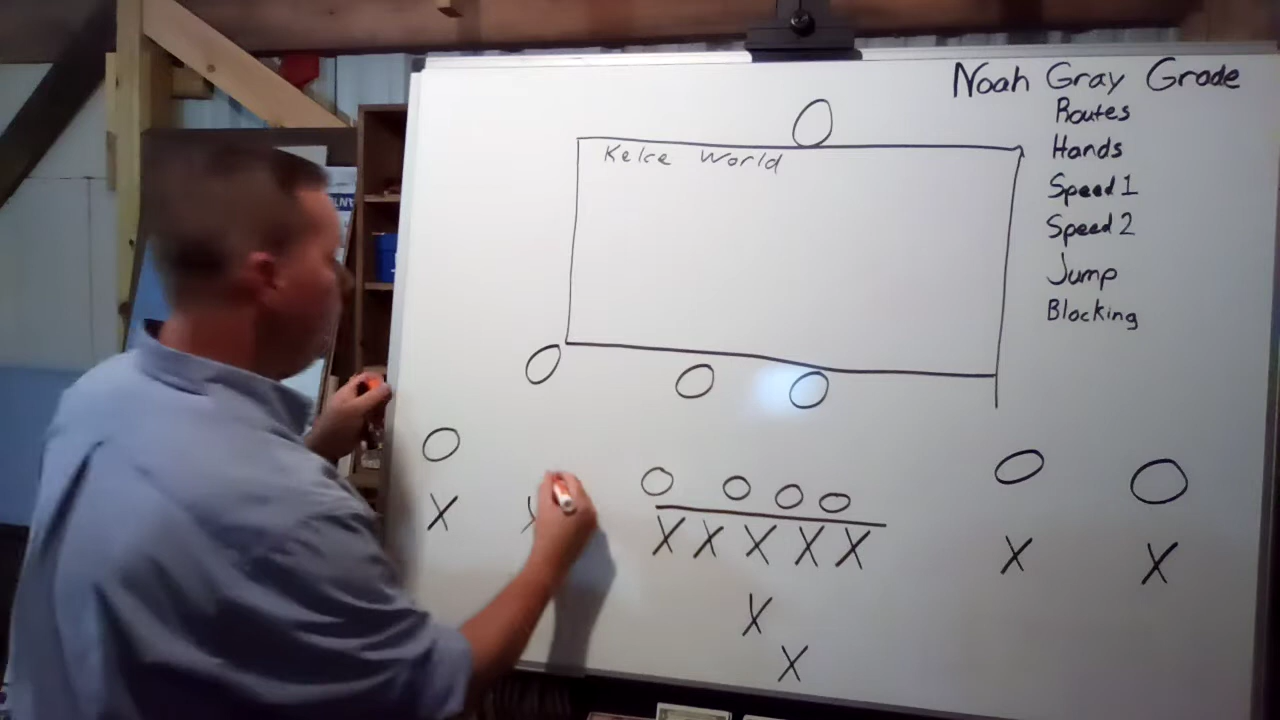 Noah Gray Grade
Routes
Hands
Speed 1
Speed 2
Jump
Blocking
Kelce World
O
O O O
O O O
O O O O
X X X X
X X X X X
X
X